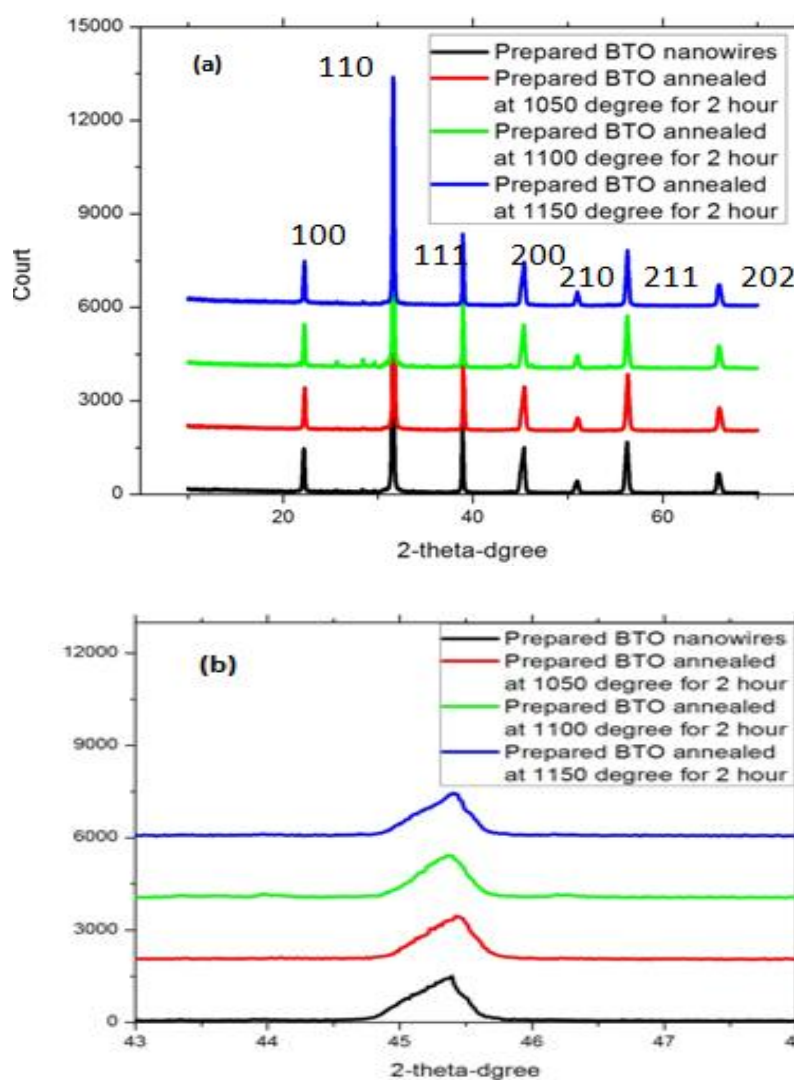 15000
12000
9000
6000
3000
0
Court
(a)
110
100
111
200
210
211
202
Prepared BTO nanowires
Prepared BTO annealed
at 1050 degree for 2 hour
Prepared BTO annealed
at 1100 degree for 2 hour
Prepared BTO annealed
at 1150 degree for 2 hour
20
40
60
2-theta-dgree
12000
9000
6000
3000
0
(b)
Prepared BTO nanowires
Prepared BTO annealed
at 1050 degree for 2 hour
Prepared BTO annealed
at 1100 degree for 2 hour
Prepared BTO annealed
at 1150 degree for 2 hour
43
44
45
46
47
2-theta-dgree